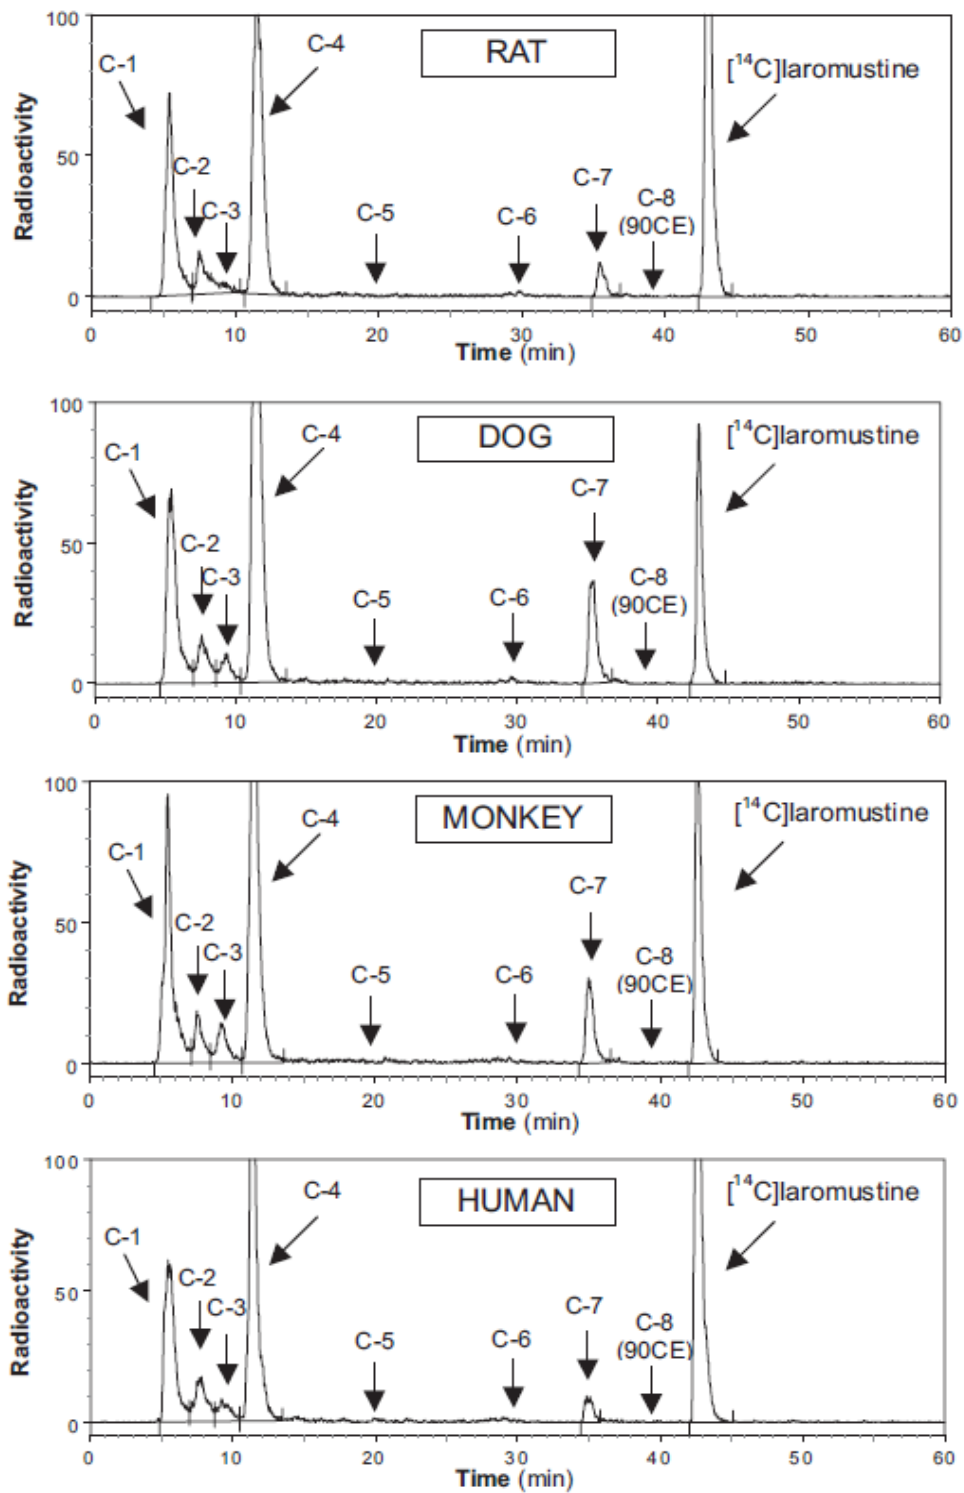 RAT
Radioactivity
100
50
0
C-1
C-2
C-3
C-4
C-5
C-6
C-7
C-8
(90CE)
[¹⁴C]laromustine
0 10 20 30 40 50 60
Time (min)
DOG
Radioactivity
100
50
0
C-1
C-2
C-3
C-4
C-5
C-6
C-7
C-8
(90CE)
[¹⁴C]laromustine
0 10 20 30 40 50 60
Time (min)
MONKEY
Radioactivity
100
50
0
C-1
C-2
C-3
C-4
C-5
C-6
C-7
C-8
(90CE)
[¹⁴C]laromustine
0 10 20 30 40 50 60
Time (min)
HUMAN
Radioactivity
100
50
0
C-1
C-2
C-3
C-4
C-5
C-6
C-7
C-8
(90CE)
[¹⁴C]laromustine
0 10 20 30 40 50 60
Time (min)